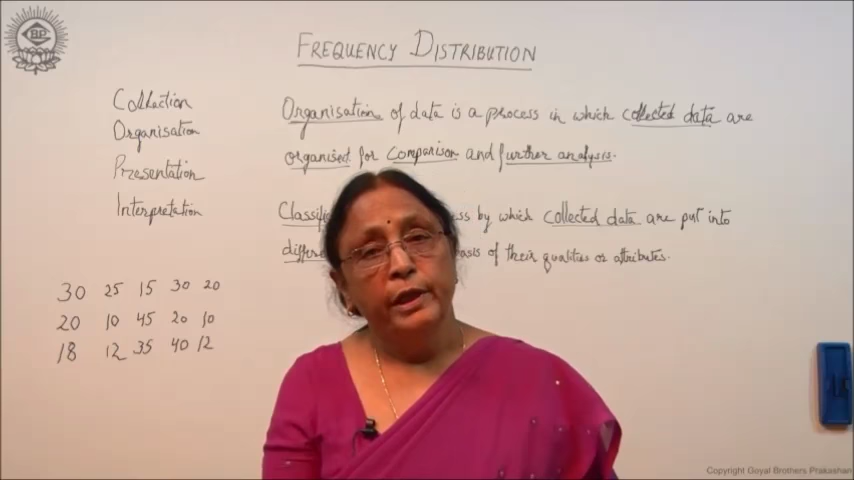 BP
FREQUENCY DISTRIBUTION
Collection
Organisation
Presentation
Interpretation
Organisation of data is a process in which collected data are
organised for comparison and further analysis.
by which collected data are put into
of their qualities or attributes.
30 25 15 30 20
20 10 45 20 10
18 12 35 40 12
Copyright Goyal Brothers Prakashan